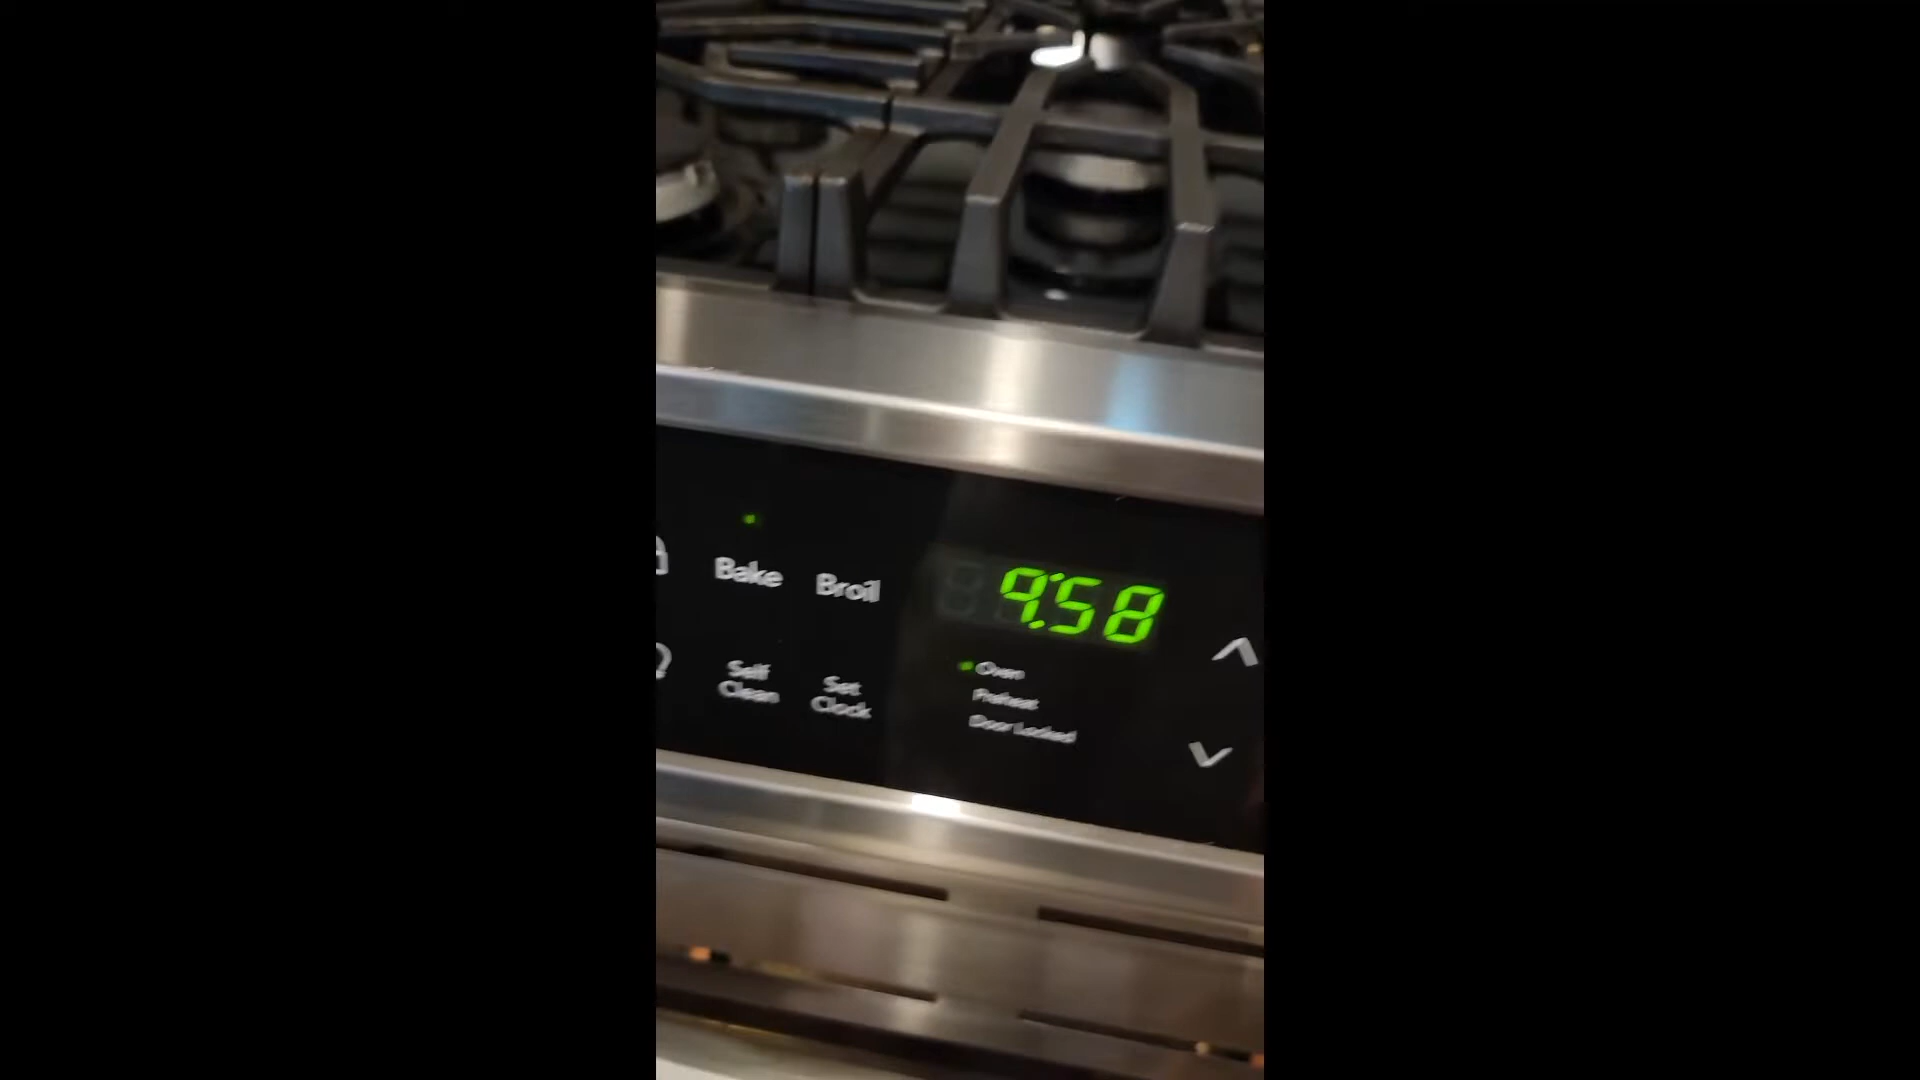 Bake Broil 9:58
Oven
Self Clean Set Clock
Preheat
Door Locked